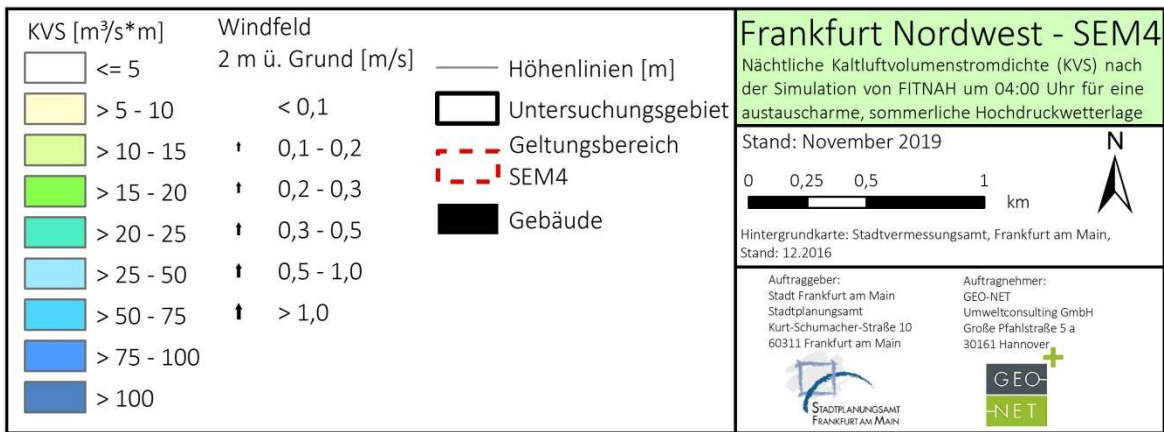 KVS [m³/s*m]
<= 5
> 5 - 10
> 10 - 15
> 15 - 20
> 20 - 25
> 25 - 50
> 50 - 75
> 75 - 100
> 100
Windfeld
2 m ü. Grund [m/s]
< 0,1
0,1 - 0,2
0,2 - 0,3
0,3 - 0,5
0,5 - 1,0
> 1,0
Höhenlinien [m]
Untersuchungsgebiet
Geltungsbereich
SEM4
Gebäude
Frankfurt Nordwest - SEM4
Nächtliche Kaltluftvolumenstromdichte (KVS) nach
der Simulation von FITNAH um 04:00 Uhr für eine
austauscharme, sommerliche Hochdruckwetterlage
Stand: November 2019
N
0 0,25 0,5 1
km
Hintergrundkarte: Stadtvermessungsamt, Frankfurt am Main,
Stand: 12.2016
Auftraggeber:
Stadt Frankfurt am Main
Stadtplanungsamt
Kurt-Schumacher-Straße 10
60311 Frankfurt am Main
STADTPLANUNGSAMT
FRANKFURT AM MAIN
Auftragnehmer:
GEO-NET
Umweltconsulting GmbH
Große Pfahlstraße 5 a
30161 Hannover
GEO-
-NET